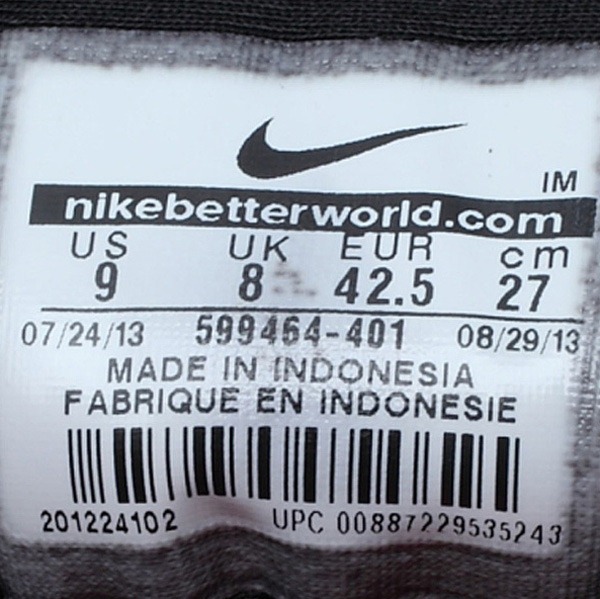 IM
nikebetterworld.com
US UK EUR cm
9 8 42.5 27
07/24/13 599464-401 08/29/13
MADE IN INDONESIA
FABRIQUE EN INDONESIE
201224102 UPC 00887229535243